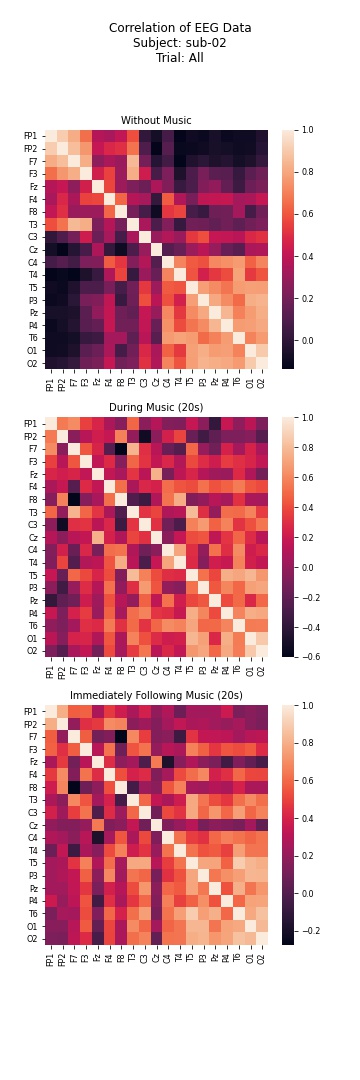 Correlation of EEG Data
Subject: sub-02
Trial: All
Without Music
FP1
FP2
F7
F3
Fz
F4
F8
T3
C3
Cz
C4
T4
T5
P3
Pz
P4
T6
O1
O2
FP1 FP2 F7 F3 Fz F4 F8 T3 C3 Cz C4 T4 T5 P3 Pz P4 T6 O1 O2
1.0
0.8
0.6
0.4
0.2
0.0
During Music (20s)
FP1
FP2
F7
F3
Fz
F4
F8
T3
C3
Cz
C4
T4
T5
P3
Pz
P4
T6
O1
O2
FP1 FP2 F7 F3 Fz F4 F8 T3 C3 Cz C4 T4 T5 P3 Pz P4 T6 O1 O2
1.0
0.8
0.6
0.4
0.2
0.0
−0.2
−0.4
−0.6
Immediately Following Music (20s)
FP1
FP2
F7
F3
Fz
F4
F8
T3
C3
Cz
C4
T4
T5
P3
Pz
P4
T6
O1
O2
FP1 FP2 F7 F3 Fz F4 F8 T3 C3 Cz C4 T4 T5 P3 Pz P4 T6 O1 O2
1.0
0.8
0.6
0.4
0.2
0.0
−0.2